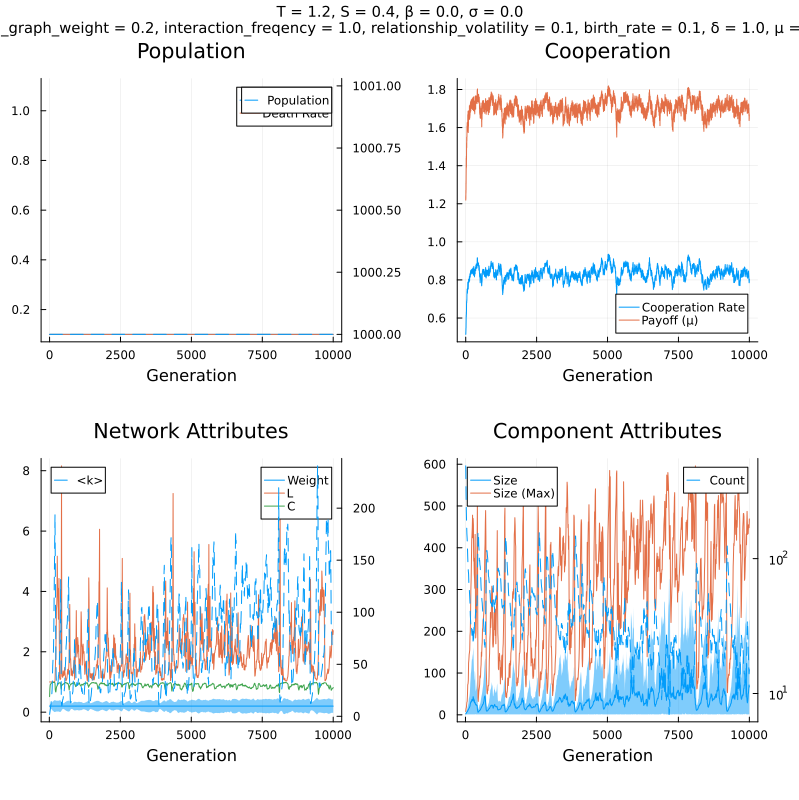 T = 1.2, S = 0.4, β = 0.0, σ = 0.0
_graph_weight = 0.2, interaction_freqency = 1.0, relationship_volatility = 0.1, birth_rate = 0.1, δ = 1.0, μ =
Population
Cooperation
1.0
0.8
0.6
0.4
0.2
1001.00
1000.75
1000.50
1000.25
1000.00
Population
Death Rate
0 2500 5000 7500 10000
Generation
1.8
1.6
1.4
1.2
1.0
0.8
0.6
Cooperation Rate
Payoff (μ)
0 2500 5000 7500 10000
Generation
Network Attributes
Component Attributes
8
6
4
2
0
<k>
Weight
L
C
200
150
100
50
0
0 2500 5000 7500 10000
Generation
600
500
400
300
200
100
0
Size
Size (Max)
Count
10²
10¹
0 2500 5000 7500 10000
Generation